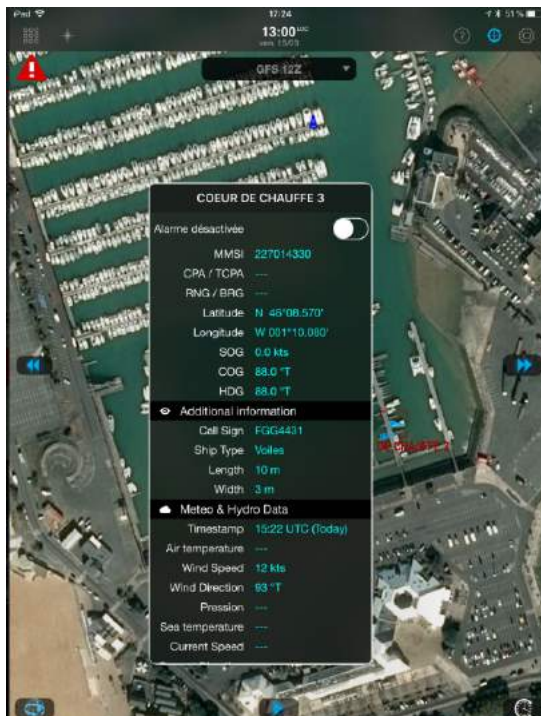 iPad 17:24 51 %
13:00 UTC
ven. 15/03
GFS 12Z
COEUR DE CHAUFFE 3
Alarme désactivée
MMSI 227014330
CPA / TCPA ---
RNG / BRG ---
Latitude N 46°08.570'
Longitude W 001°10.080'
SOG 0.0 kts
COG 88.0 °T
HDG 88.0 °T
Additional information
Call Sign FGG4431
Ship Type Voiles
Length 10 m
Width 3 m
Meteo & Hydro Data
Timestamp 15:22 UTC (Today)
Air temperature ---
Wind Speed 12 kts
Wind Direction 93 °T
Pression ---
Sea temperature ---
Current Speed ---